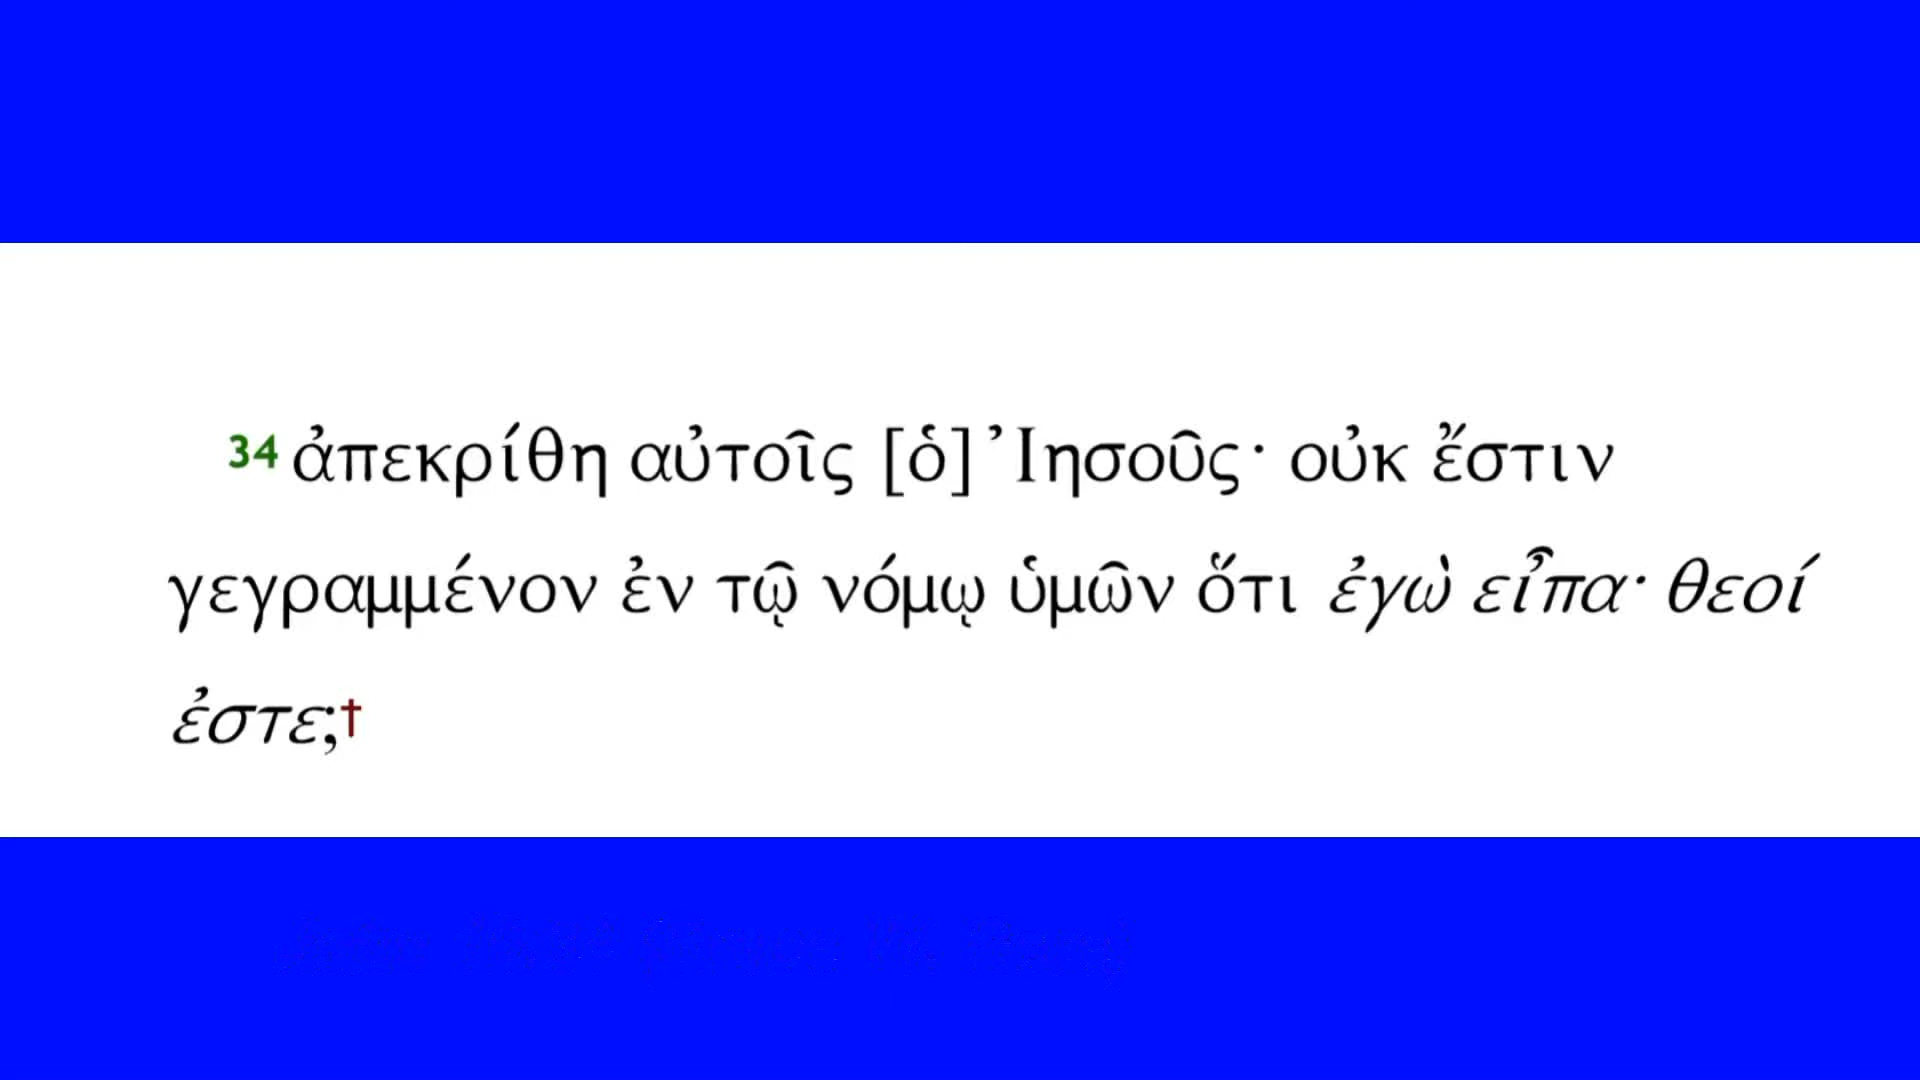 34 ἀπεκρίθη αὐτοῖς [ὁ] Ἰησοῦς· οὐκ ἔστιν
γεγραμμένον ἐν τῷ νόμῳ ὑμῶν ὅτι ἐγὼ εἶπα· θεοί
ἐστε;†